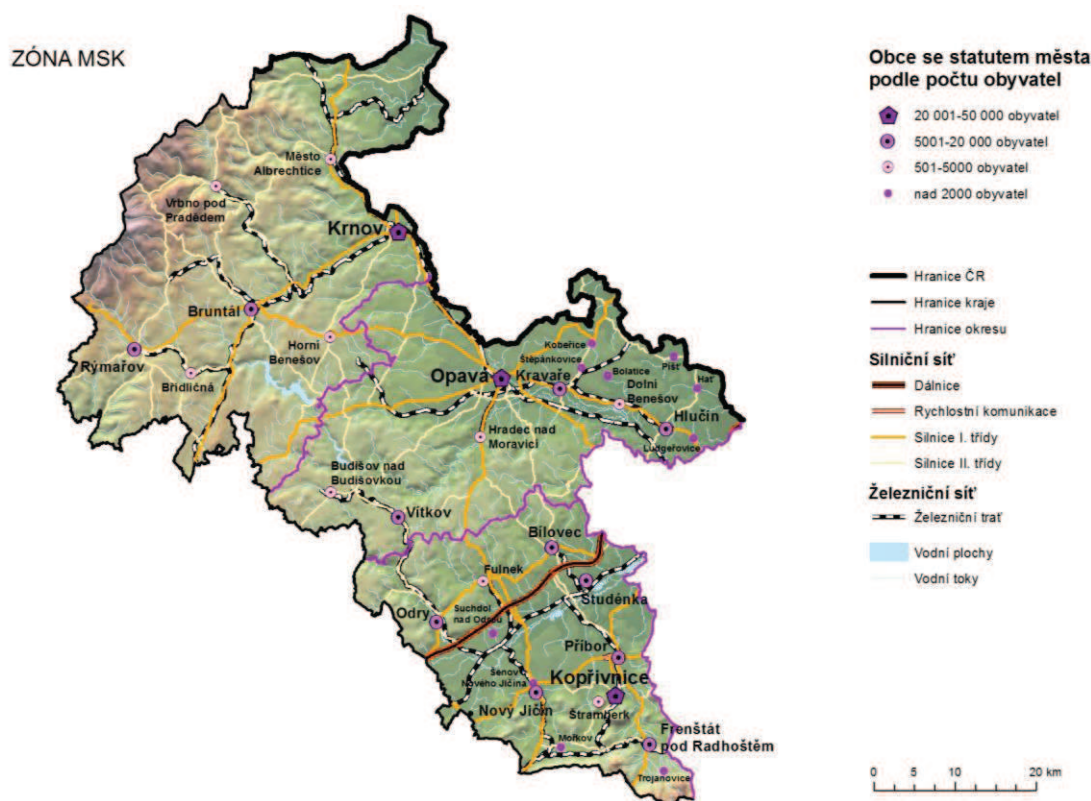 ZÓNA MSK
Město
Albrechtice
Vrbno pod
Pradědem
Krnov
Bruntál
Horní
Benešov
Rýmařov
Břidličná
Opava
Kobeřice
Štěpánkovice
Kravaře
Bolatice
Píšť
Hať
Dolní
Benešov
Hlučín
Ludgeřovice
Hradec nad
Moravicí
Budišov nad
Budišovkou
Vítkov
Bílovec
Fulnek
Studénka
Odry
Suchdol
nad Odrou
Příbor
Kopřivnice
Šenov
Nového Jičína
Nový Jičín
Štramberk
Mořkov
Frenštát
pod Radhoštěm
Trojanovice
Obce se statutem města
podle počtu obyvatel
20 001-50 000 obyvatel
5001-20 000 obyvatel
501-5000 obyvatel
nad 2000 obyvatel
Hranice ČR
Hranice kraje
Hranice okresu
Silniční síť
Dálnice
Rychlostní komunikace
Silnice I. třídy
Silnice II. třídy
Železniční síť
Železniční trať
Vodní plochy
Vodní toky
0 5 10 20 km